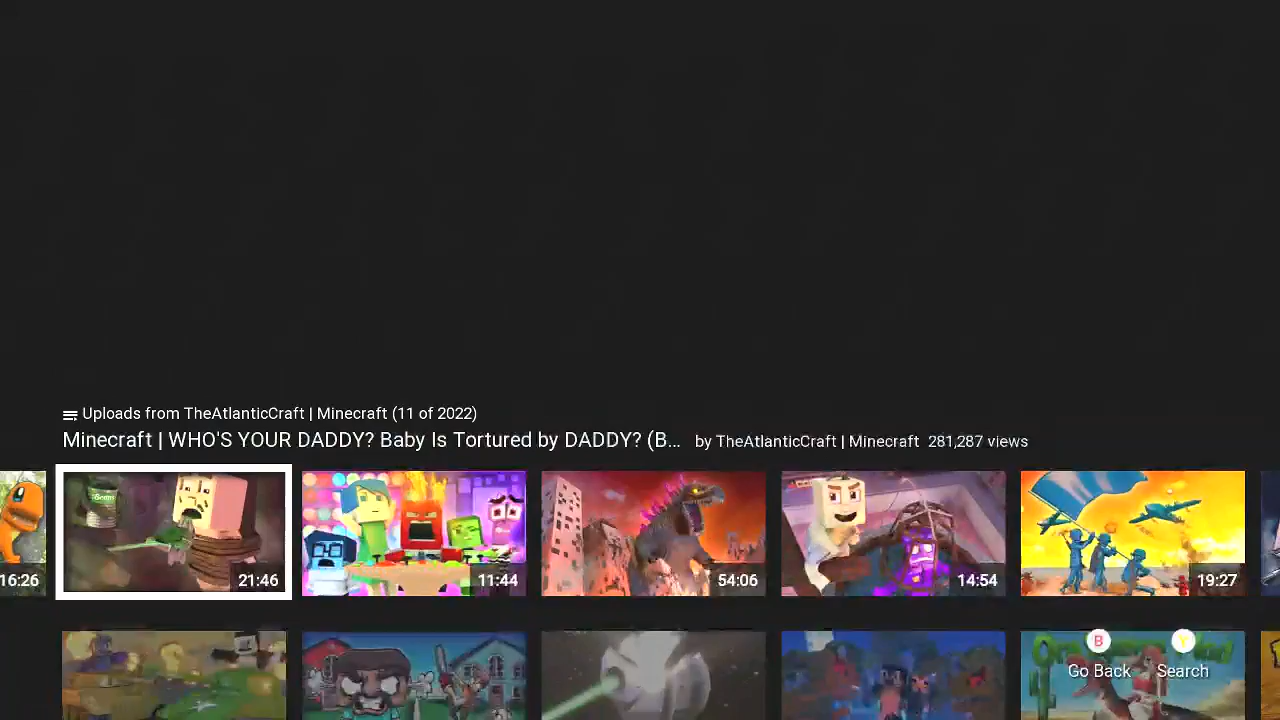 Uploads from TheAtlanticCraft | Minecraft (11 of 2022)
Minecraft | WHO'S YOUR DADDY? Baby Is Tortured by DADDY? (B... by TheAtlanticCraft | Minecraft 281,287 views
16:26 21:46 11:44 54:06 14:54 19:27
B Y
Go Back Search